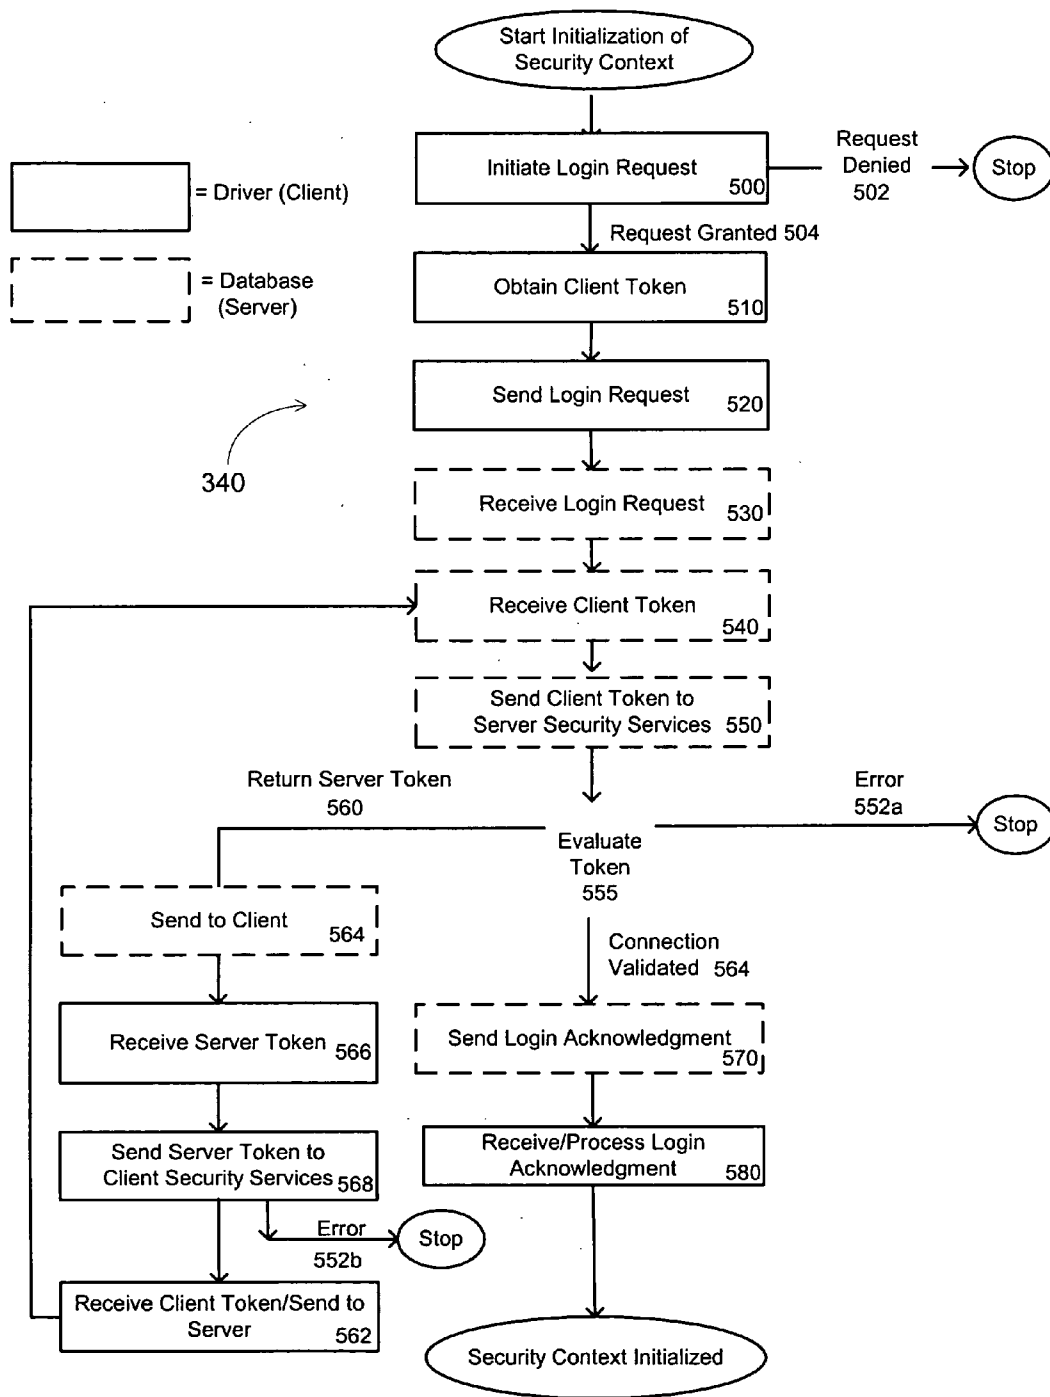 Start Initialization of
Security Context
Initiate Login Request
500
Request
Denied
502
Stop
= Driver (Client)
Request Granted 504
= Database
(Server)
Obtain Client Token
510
Send Login Request
520
340
Receive Login Request
530
Receive Client Token
540
Send Client Token to
Server Security Services
550
Return Server Token
560
Error
552a
Stop
Evaluate
Token
555
Send to Client
564
Connection
Validated 564
Receive Server Token
566
Send Login Acknowledgment
570
Send Server Token to
Client Security Services
568
Receive/Process Login
Acknowledgment
580
Error
552b
Stop
Receive Client Token/Send to
Server
562
Security Context Initialized